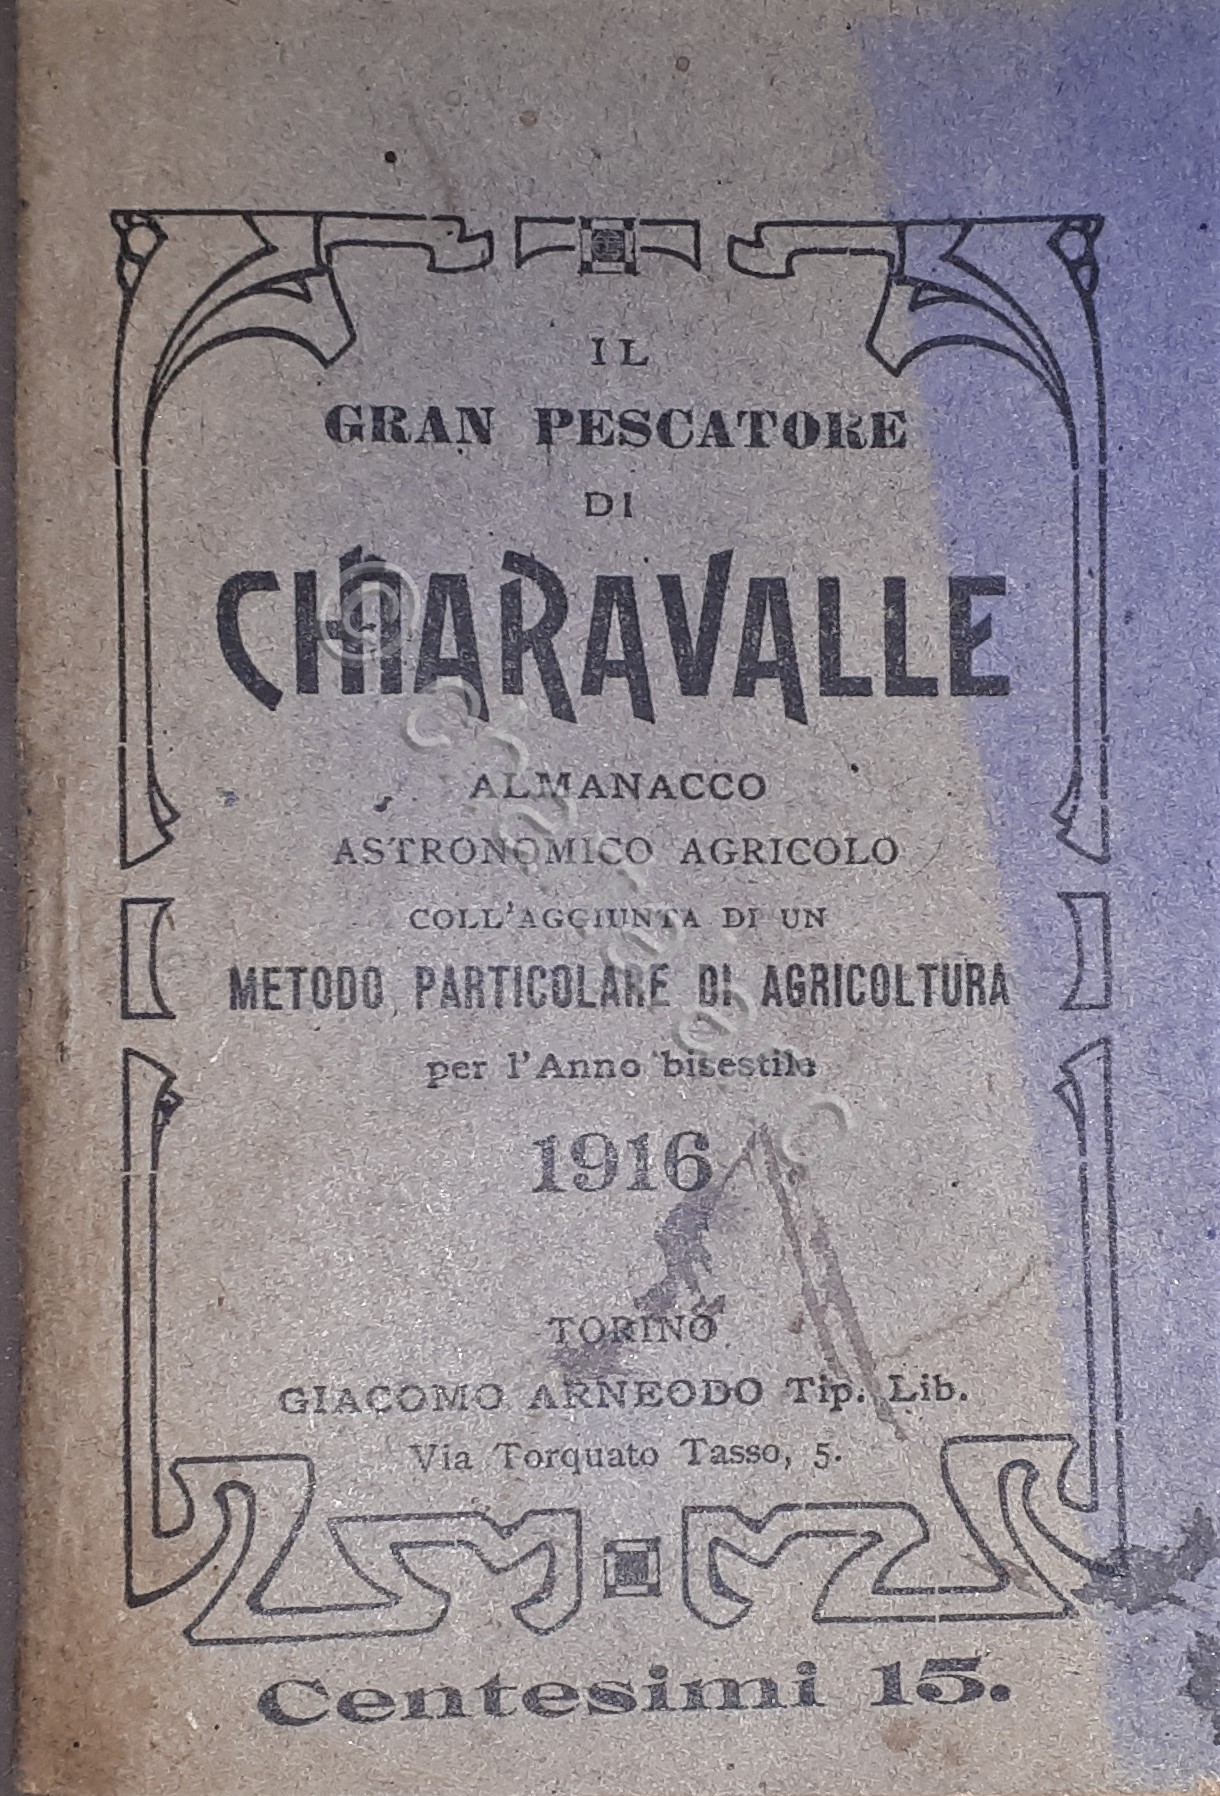 IL
GRAN PESCATORE
DI
CHIARAVALLE
ALMANACCO
ASTRONOMICO AGRICOLO
COLL'AGGIUNTA DI UN
METODO PARTICOLARE DI AGRICOLTURA
per l'Anno bisestile
1916
TORINO
GIACOMO ARNEODO Tip. Lib.
Via Torquato Tasso, 5.
Centesimi 15.